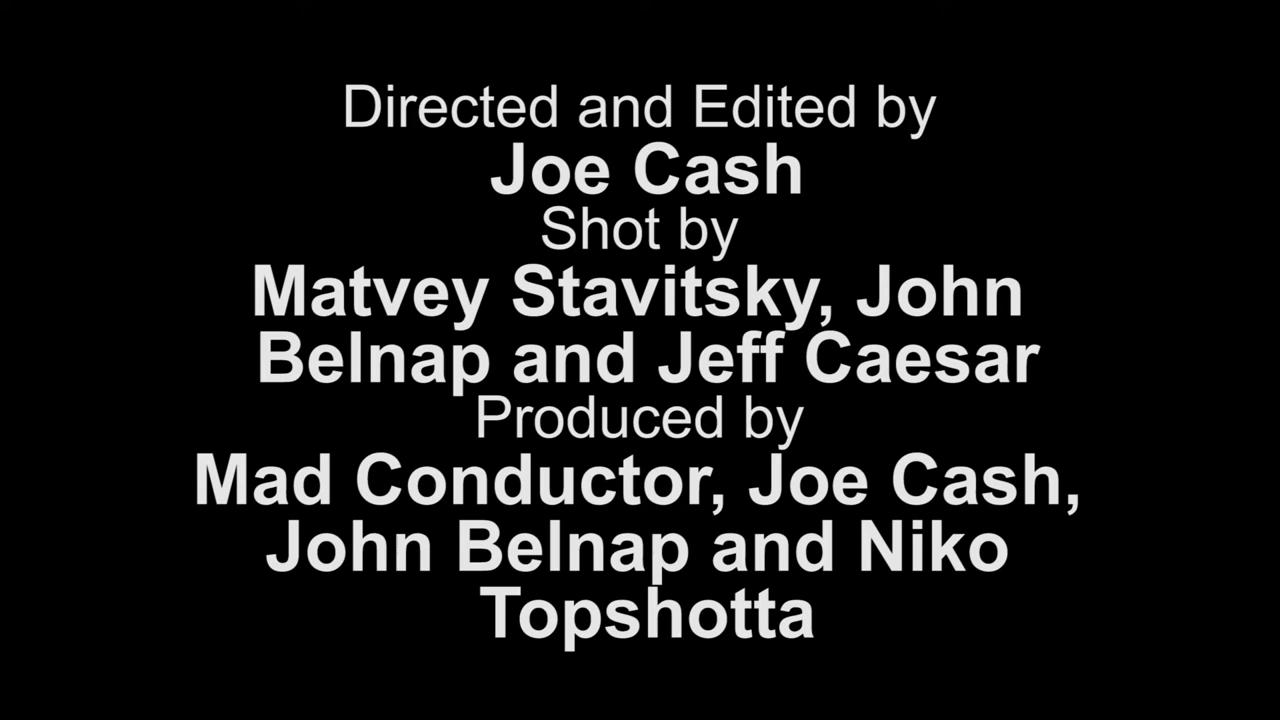 Directed and Edited by
Joe Cash
Shot by
Matvey Stavitsky, John
Belnap and Jeff Caesar
Produced by
Mad Conductor, Joe Cash,
John Belnap and Niko
Topshotta